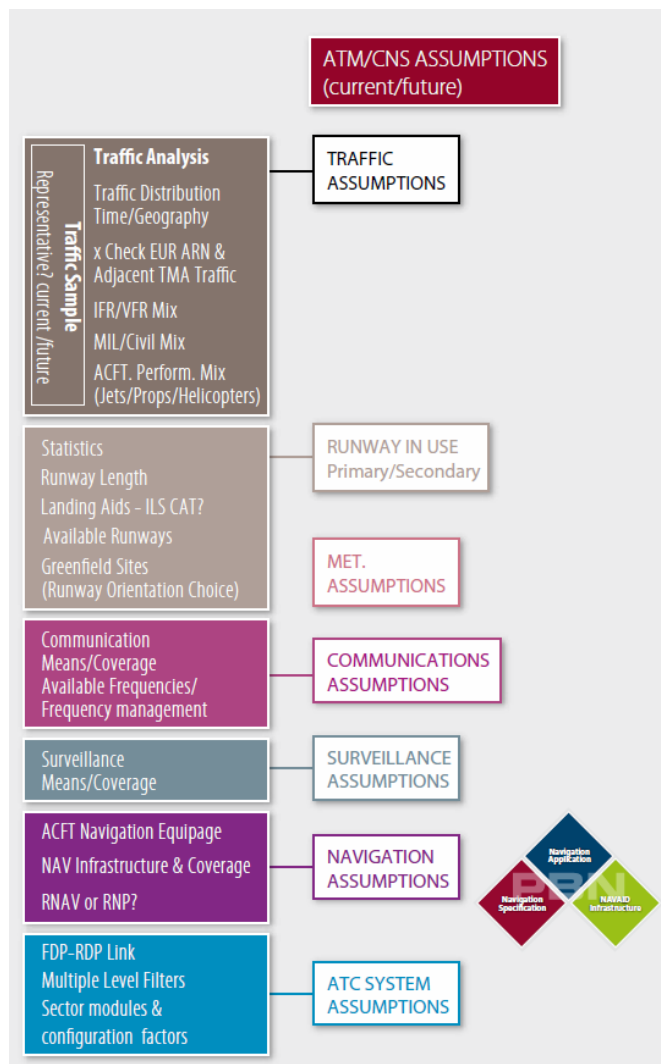 ATM/CNS ASSUMPTIONS
(current/future)
Traffic Sample
Representative? current /future
Traffic Analysis
Traffic Distribution
Time/Geography
x Check EUR ARN &
Adjacent TMA Traffic
IFR/VFR Mix
MIL/Civil Mix
ACFT. Perform. Mix
(Jets/Props/Helicopters)
TRAFFIC
ASSUMPTIONS
Statistics
Runway Length
Landing Aids - ILS CAT?
Available Runways
Greenfield Sites
(Runway Orientation Choice)
RUNWAY IN USE
Primary/Secondary
MET.
ASSUMPTIONS
Communication
Means/Coverage
Available Frequencies/
Frequency management
COMMUNICATIONS
ASSUMPTIONS
Surveillance
Means/Coverage
SURVEILLANCE
ASSUMPTIONS
ACFT Navigation Equipage
NAV Infrastructure & Coverage
RNAV or RNP?
NAVIGATION
ASSUMPTIONS
Navigation
Application
PBN
Navigation
Specification
NAVAID
Infrastructure
FDP-RDP Link
Multiple Level Filters
Sector modules &
configuration factors
ATC SYSTEM
ASSUMPTIONS